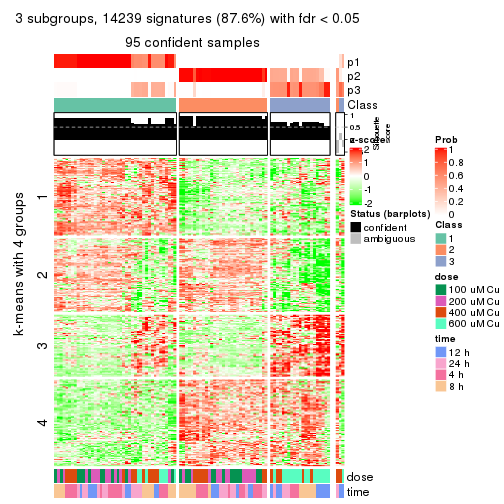 3 subgroups, 14239 signatures (87.6%) with fdr < 0.05
95 confident samples
p1
p2
p3
Class
1
0.5
0
Silhouette
score
z-score
2
1
0
-1
-2
Status (barplots)
confident
ambiguous
Prob
1
0.8
0.6
0.4
0.2
0
Class
1
2
3
dose
100 uM Cu
200 uM Cu
400 uM Cu
600 uM Cu
time
12 h
24 h
4 h
8 h
k-means with 4 groups
1
2
3
4
dose
time